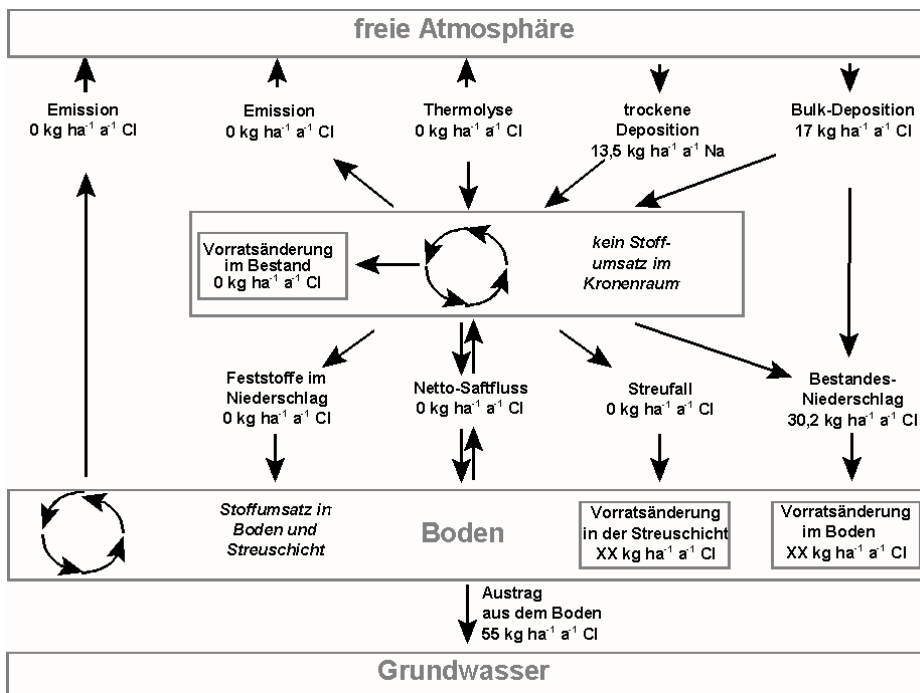 freie Atmosphäre
Emission
0 kg ha⁻¹ a⁻¹ Cl
Emission
0 kg ha⁻¹ a⁻¹ Cl
Thermolyse
0 kg ha⁻¹ a⁻¹ Cl
trockene
Deposition
13,5 kg ha⁻¹ a⁻¹ Na
Bulk-Deposition
17 kg ha⁻¹ a⁻¹ Cl
Vorratsänderung
im Bestand
0 kg ha⁻¹ a⁻¹ Cl
kein Stoff-
umsatz im
Kronenraum
Feststoffe im
Niederschlag
0 kg ha⁻¹ a⁻¹ Cl
Netto-Saftfluss
0 kg ha⁻¹ a⁻¹ Cl
Streufall
0 kg ha⁻¹ a⁻¹ Cl
Bestandes-
Niederschlag
30,2 kg ha⁻¹ a⁻¹ Cl
Stoffumsatz in
Boden und
Streuschicht
Boden
Vorratsänderung
in der Streuschicht
XX kg ha⁻¹ a⁻¹ Cl
Vorratsänderung
im Boden
XX kg ha⁻¹ a⁻¹ Cl
Austrag
aus dem Boden
55 kg ha⁻¹ a⁻¹ Cl
Grundwasser